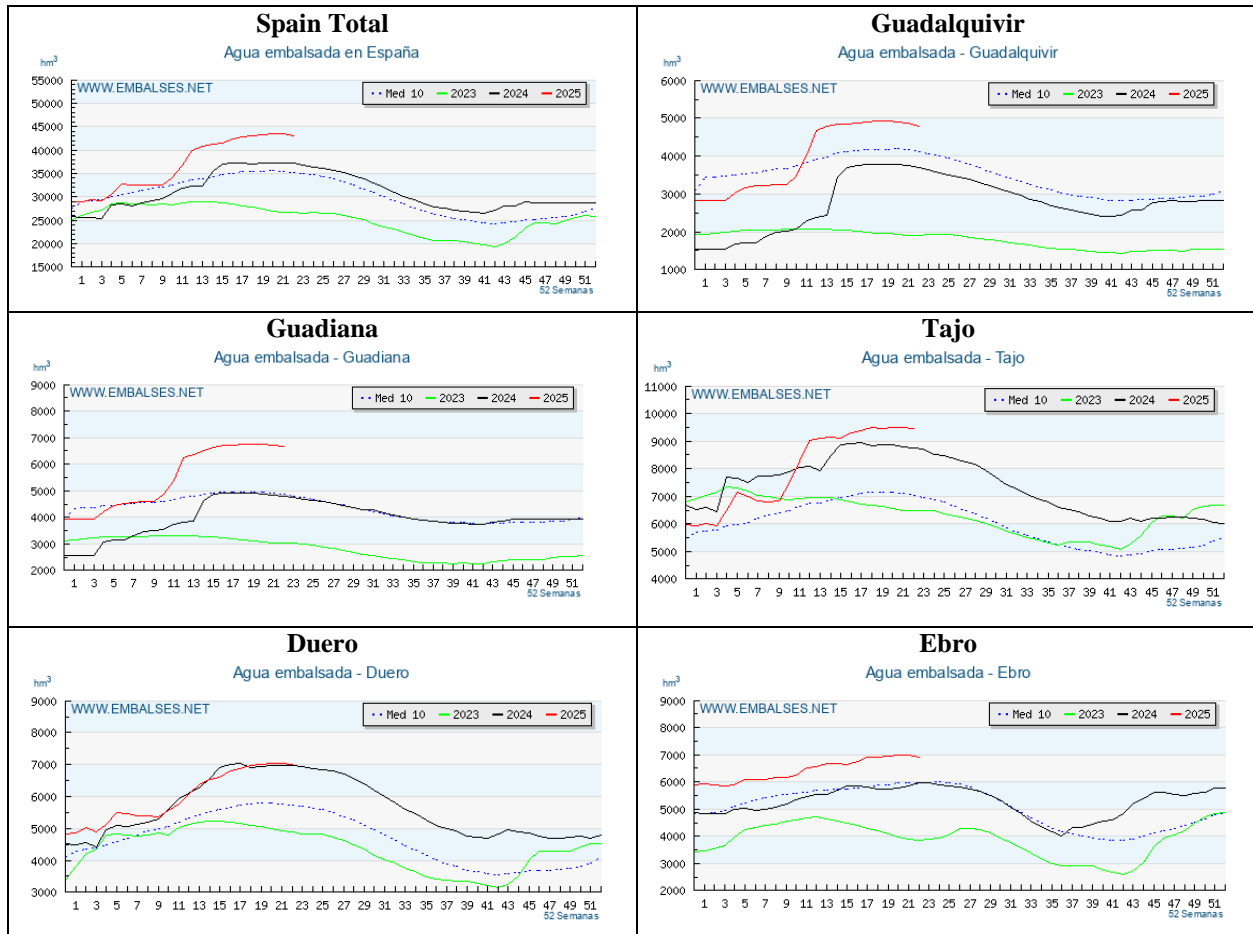 Spain Total
Agua embalsada en España
hm³
WWW.EMBALSES.NET
Med 10 2023 2024 2025
55000
50000
45000
40000
35000
30000
25000
20000
15000
1 3 5 7 9 11 13 15 17 19 21 23 25 27 29 31 33 35 37 39 41 43 45 47 49 51
52 Semanas
Guadalquivir
Agua embalsada - Guadalquivir
hm³
WWW.EMBALSES.NET
Med 10 2023 2024 2025
6000
5000
4000
3000
2000
1000
1 3 5 7 9 11 13 15 17 19 21 23 25 27 29 31 33 35 37 39 41 43 45 47 49 51
52 Semanas
Guadiana
Agua embalsada - Guadiana
hm³
WWW.EMBALSES.NET
Med 10 2023 2024 2025
9000
8000
7000
6000
5000
4000
3000
2000
1 3 5 7 9 11 13 15 17 19 21 23 25 27 29 31 33 35 37 39 41 43 45 47 49 51
52 Semanas
Tajo
Agua embalsada - Tajo
hm³
WWW.EMBALSES.NET
Med 10 2023 2024 2025
11000
10000
9000
8000
7000
6000
5000
4000
1 3 5 7 9 11 13 15 17 19 21 23 25 27 29 31 33 35 37 39 41 43 45 47 49 51
52 Semanas
Duero
Agua embalsada - Duero
hm³
WWW.EMBALSES.NET
Med 10 2023 2024 2025
9000
8000
7000
6000
5000
4000
3000
1 3 5 7 9 11 13 15 17 19 21 23 25 27 29 31 33 35 37 39 41 43 45 47 49 51
52 Semanas
Ebro
Agua embalsada - Ebro
hm³
WWW.EMBALSES.NET
Med 10 2023 2024 2025
9000
8000
7000
6000
5000
4000
3000
2000
1 3 5 7 9 11 13 15 17 19 21 23 25 27 29 31 33 35 37 39 41 43 45 47 49 51
52 Semanas